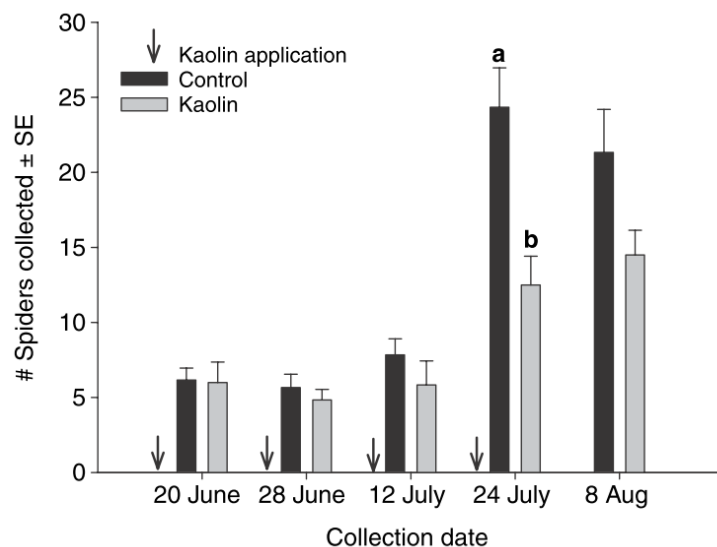 Kaolin application
Control
Kaolin
# Spiders collected ± SE
30
25
20
15
10
5
0
a
b
20 June 28 June 12 July 24 July 8 Aug
Collection date